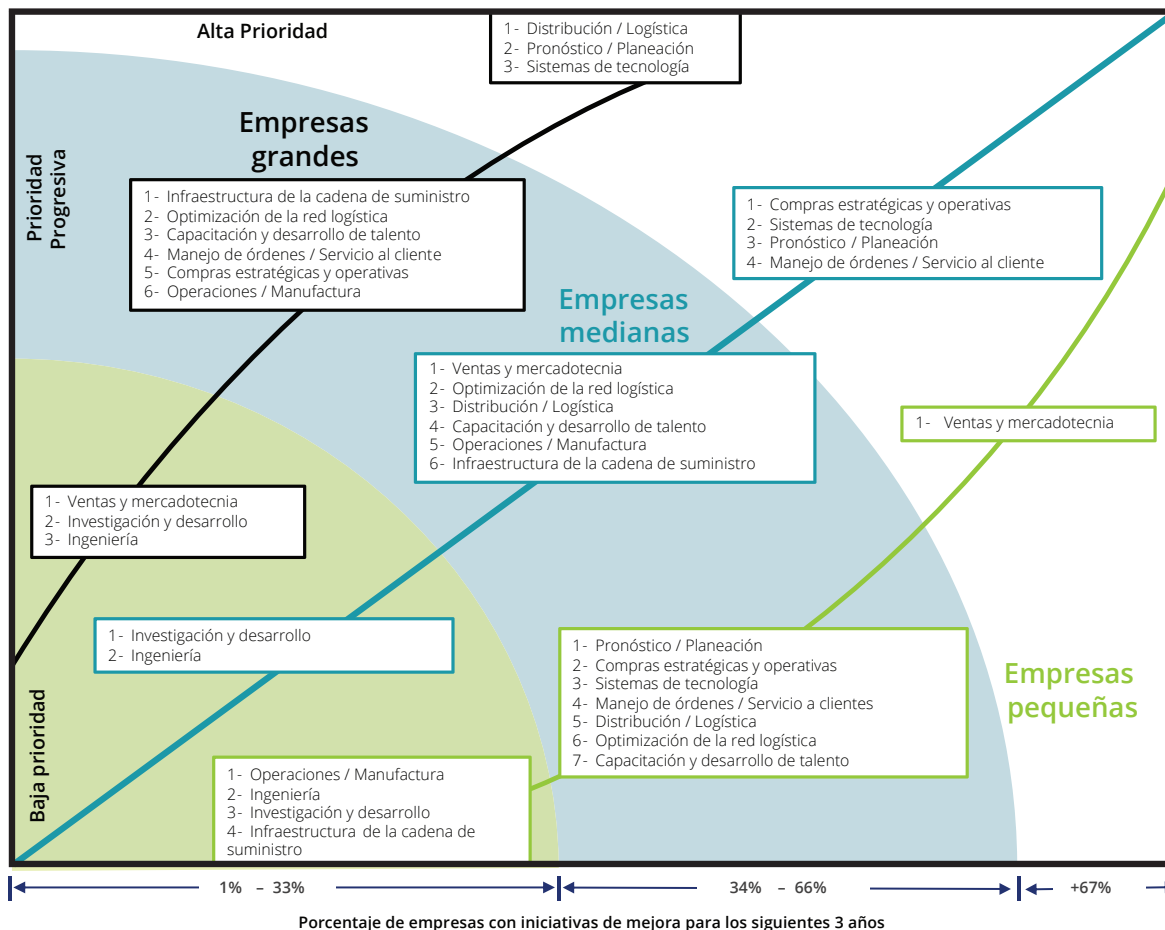 Alta Prioridad
1- Distribución / Logística
2- Pronóstico / Planeación
3- Sistemas de tecnología
Prioridad
Progresiva
Empresas
grandes
1- Infraestructura de la cadena de suministro
2- Optimización de la red logística
3- Capacitación y desarrollo de talento
4- Manejo de órdenes / Servicio al cliente
5- Compras estratégicas y operativas
6- Operaciones / Manufactura
1- Compras estratégicas y operativas
2- Sistemas de tecnología
3- Pronóstico / Planeación
4- Manejo de órdenes / Servicio al cliente
Empresas
medianas
1- Ventas y mercadotecnia
2- Optimización de la red logística
3- Distribución / Logística
4- Capacitación y desarrollo de talento
5- Operaciones / Manufactura
6- Infraestructura de la cadena de suministro
1- Ventas y mercadotecnia
1- Ventas y mercadotecnia
2- Investigación y desarrollo
3- Ingeniería
Baja prioridad
1- Investigación y desarrollo
2- Ingeniería
1- Pronóstico / Planeación
2- Compras estratégicas y operativas
3- Sistemas de tecnología
4- Manejo de órdenes / Servicio a clientes
5- Distribución / Logística
6- Optimización de la red logística
7- Capacitación y desarrollo de talento
Empresas
pequeñas
1- Operaciones / Manufactura
2- Ingeniería
3- Investigación y desarrollo
4- Infraestructura de la cadena de
suministro
1% – 33%
34% – 66%
+67%
Porcentaje de empresas con iniciativas de mejora para los siguientes 3 años